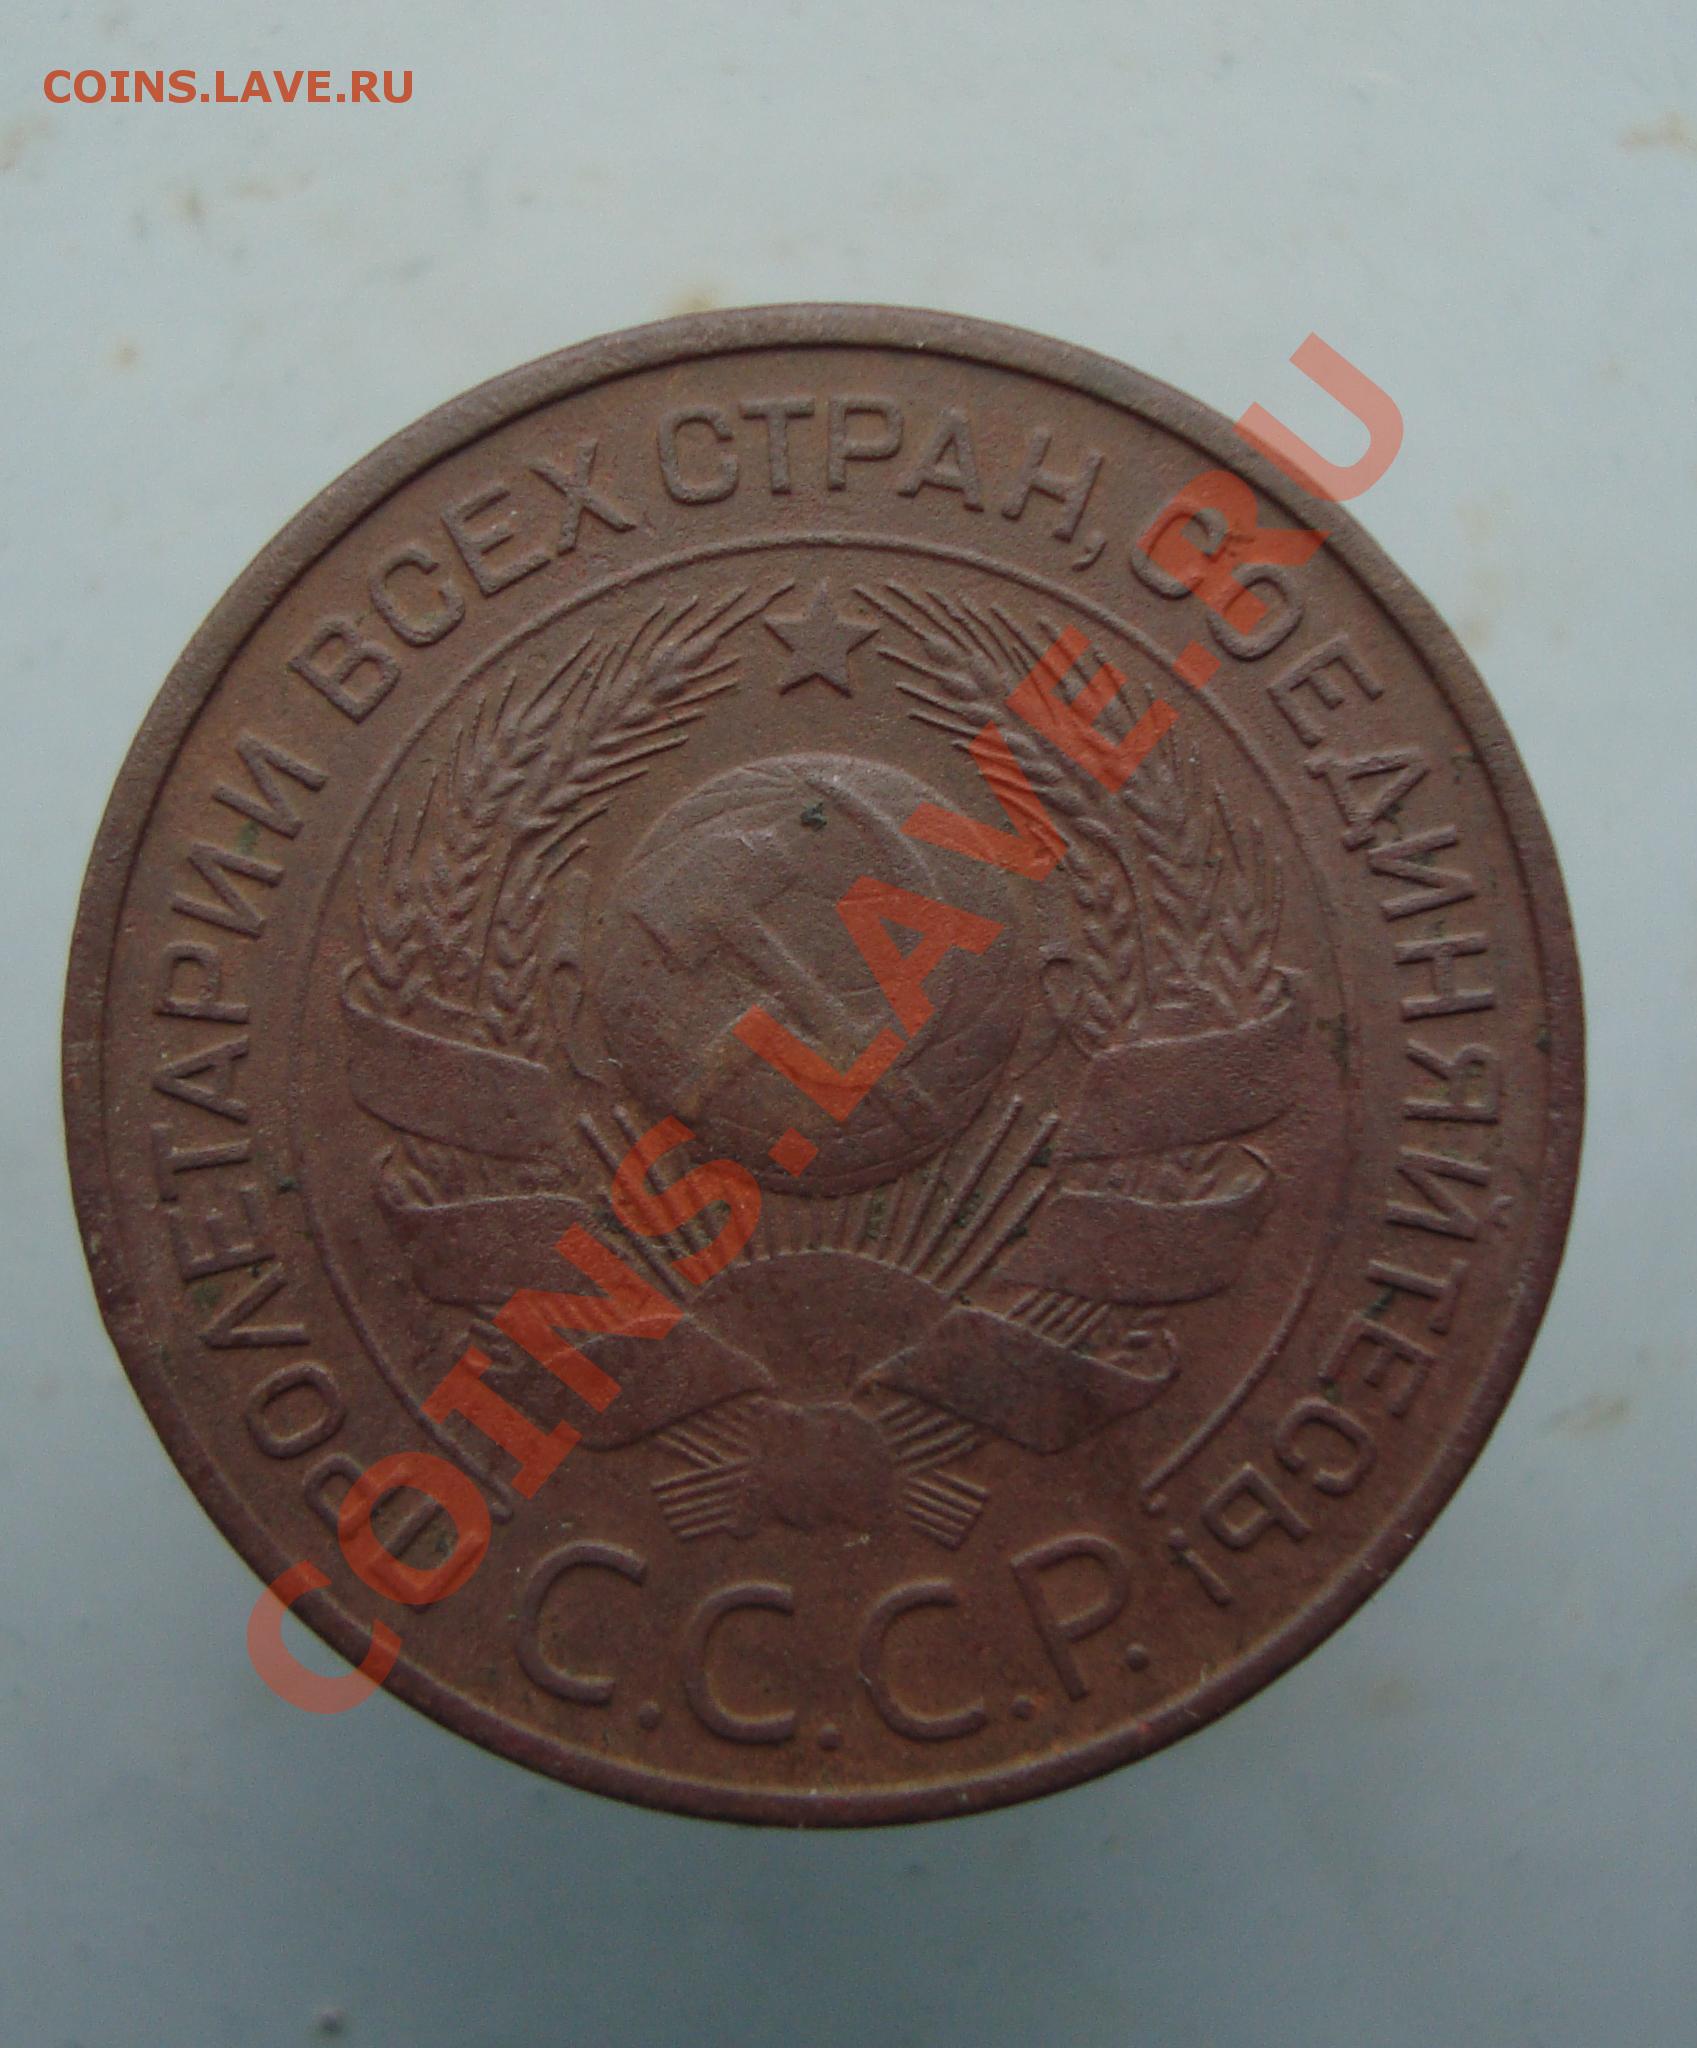 COINS.LAVE.RU
ПРОЛЕТАРИИ ВСЕХ СТРАН, СОЕДИНЯЙТЕСЬ!
С.С.С.Р.
COINS.LAVE.RU